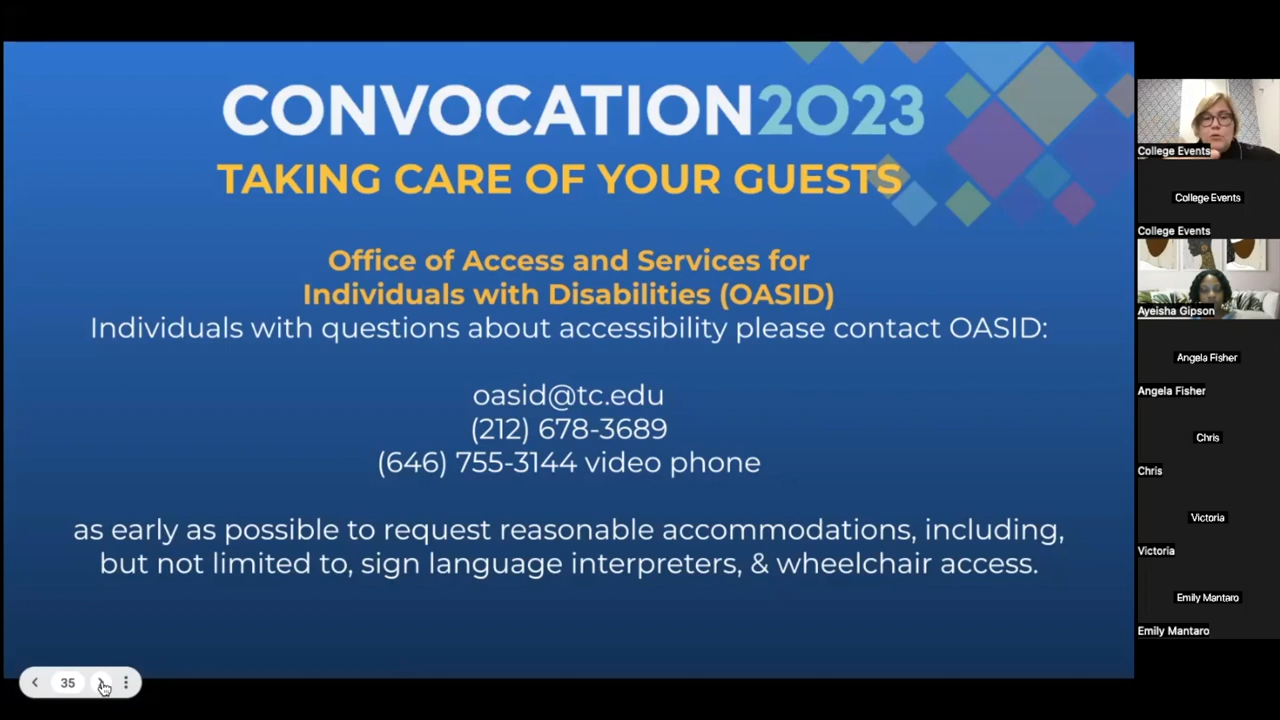 CONVOCATION2023
TAKING CARE OF YOUR GUESTS
Office of Access and Services for
Individuals with Disabilities (OASID)
Individuals with questions about accessibility please contact OASID:
oasid@tc.edu
(212) 678-3689
(646) 755-3144 video phone
as early as possible to request reasonable accommodations, including,
but not limited to, sign language interpreters, & wheelchair access.
35
College Events
College Events
College Events
Ayeisha Gipson
Angela Fisher
Angela Fisher
Chris
Chris
Victoria
Victoria
Emily Mantaro
Emily Mantaro